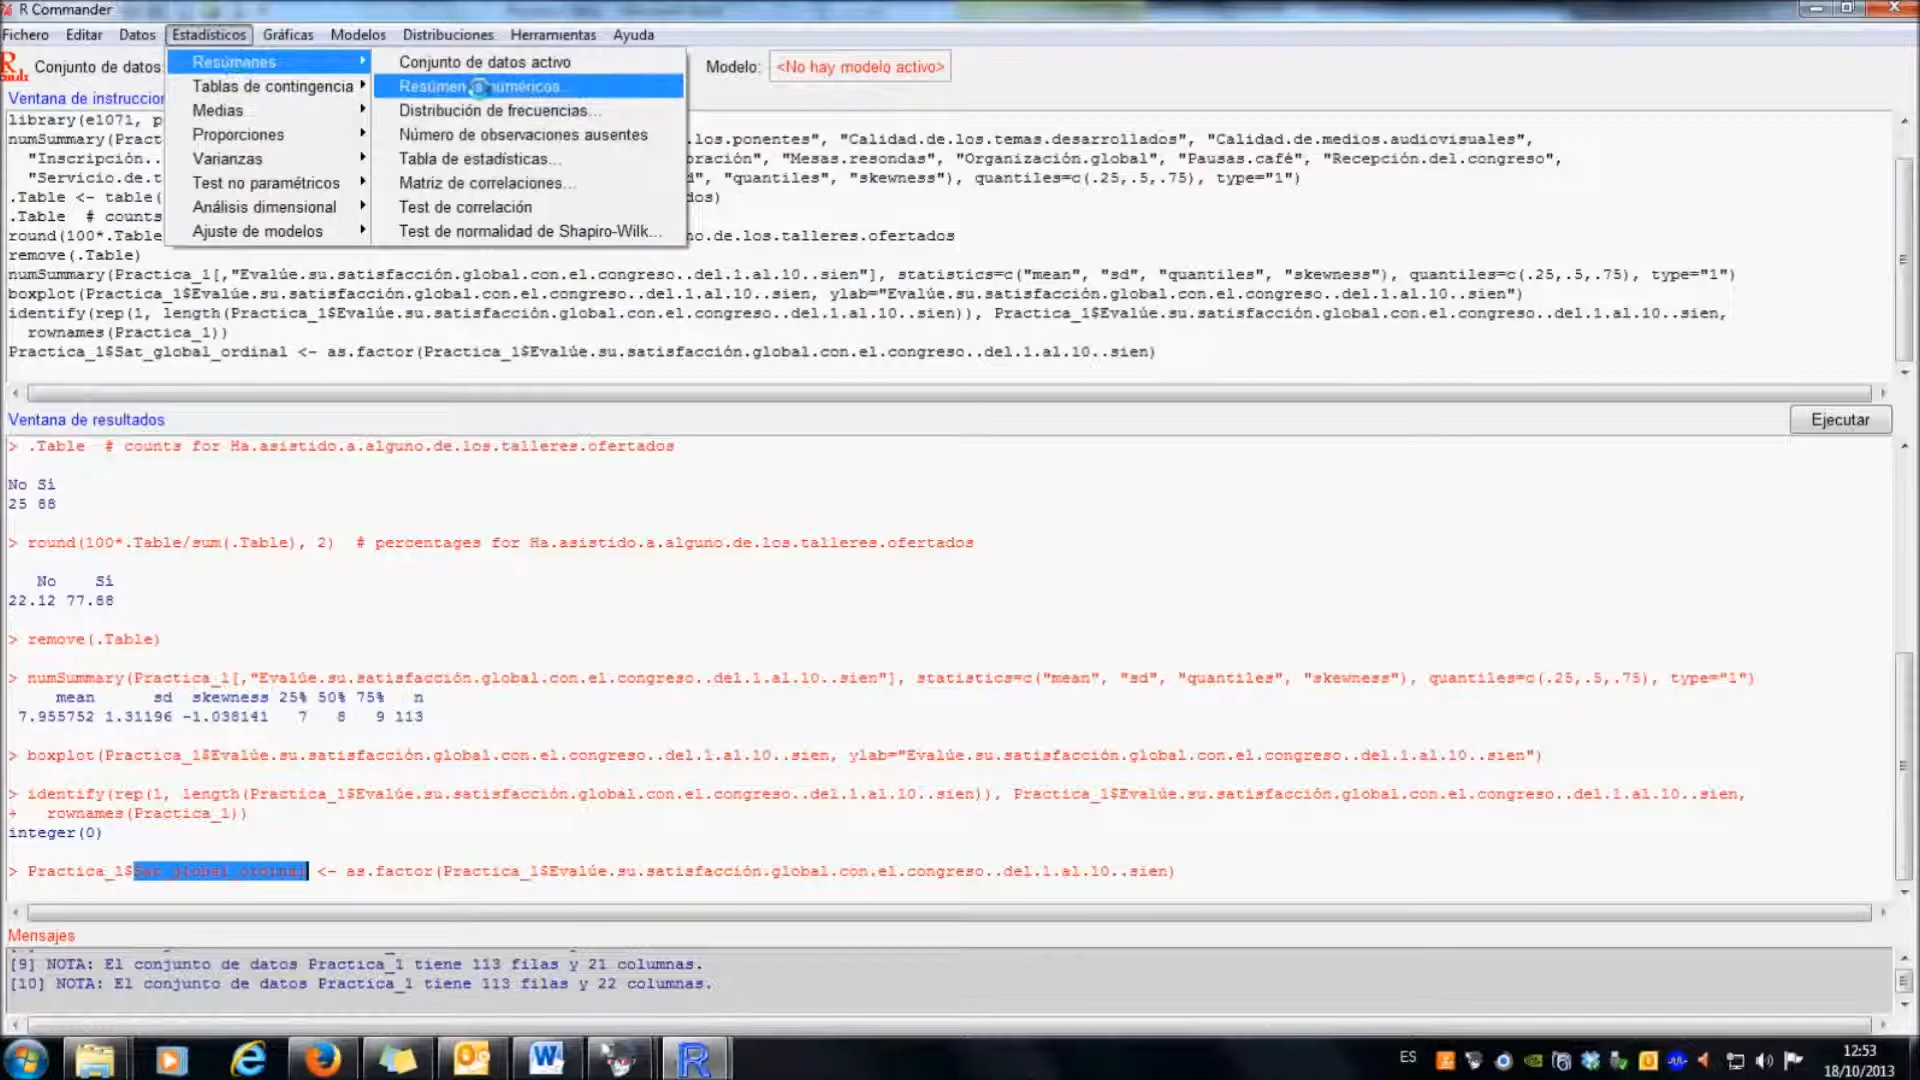 R Commander
Fichero Editar Datos Estadísticos Gráficas Modelos Distribuciones Herramientas Ayuda
Conjunto de datos
Modelo: <No hay modelo activo>
Resúmenes
Tablas de contingencia
Medias
Proporciones
Varianzas
Test no paramétricos
Análisis dimensional
Ajuste de modelos
Conjunto de datos activo
numéricos...
Distribución de frecuencias...
Número de observaciones ausentes
Tabla de estadísticas...
Matriz de correlaciones...
Test de correlación
Test de normalidad de Shapiro-Wilk...
Ventana de instruccion
library(e1071, p
numSummary(Pract los.ponentes", "Calidad.de.los.temas.desarrollados", "Calidad.de.medios.audiovisuales",
"Inscripción.. oración", "Mesas.resondas", "Organización.global", "Pausas.café", "Recepción.del.congreso",
"Servicio.de.t d", "quantiles", "skewness"), quantiles=c(.25,.5,.75), type="1")
.Table <- table( dos)
.Table # counts
round(100*.Table o.de.los.talleres.ofertados
remove(.Table)
numSummary(Practica_1[,"Evalúe.su.satisfacción.global.con.el.congreso..del.1.al.10..sien"], statistics=c("mean", "sd", "quantiles", "skewness"), quantiles=c(.25,.5,.75), type="1")
boxplot(Practica_1$Evalúe.su.satisfacción.global.con.el.congreso..del.1.al.10..sien, ylab="Evalúe.su.satisfacción.global.con.el.congreso..del.1.al.10..sien")
identify(rep(1, length(Practica_1$Evalúe.su.satisfacción.global.con.el.congreso..del.1.al.10..sien)), Practica_1$Evalúe.su.satisfacción.global.con.el.congreso..del.1.al.10..sien,
rownames(Practica_1))
Practica_1$Sat_global_ordinal <- as.factor(Practica_1$Evalúe.su.satisfacción.global.con.el.congreso..del.1.al.10..sien)
Ventana de resultados
Ejecutar
> .Table # counts for Ha.asistido.a.alguno.de.los.talleres.ofertados
No Sí
25 88
> round(100*.Table/sum(.Table), 2) # percentages for Ha.asistido.a.alguno.de.los.talleres.ofertados
No Sí
22.12 77.88
> remove(.Table)
> numSummary(Practica_1[,"Evalúe.su.satisfacción.global.con.el.congreso..del.1.al.10..sien"], statistics=c("mean", "sd", "quantiles", "skewness"), quantiles=c(.25,.5,.75), type="1")
mean sd skewness 25% 50% 75% n
7.955752 1.31196 -1.038141 7 8 9 113
> boxplot(Practica_1$Evalúe.su.satisfacción.global.con.el.congreso..del.1.al.10..sien, ylab="Evalúe.su.satisfacción.global.con.el.congreso..del.1.al.10..sien")
> identify(rep(1, length(Practica_1$Evalúe.su.satisfacción.global.con.el.congreso..del.1.al.10..sien)), Practica_1$Evalúe.su.satisfacción.global.con.el.congreso..del.1.al.10..sien,
+ rownames(Practica_1))
integer(0)
> Practica_1$Sat_global_ordinal <- as.factor(Practica_1$Evalúe.su.satisfacción.global.con.el.congreso..del.1.al.10..sien)
Mensajes
[9] NOTA: El conjunto de datos Practica_1 tiene 113 filas y 21 columnas.
[10] NOTA: El conjunto de datos Practica_1 tiene 113 filas y 22 columnas.
ES
12:53
18/10/2013